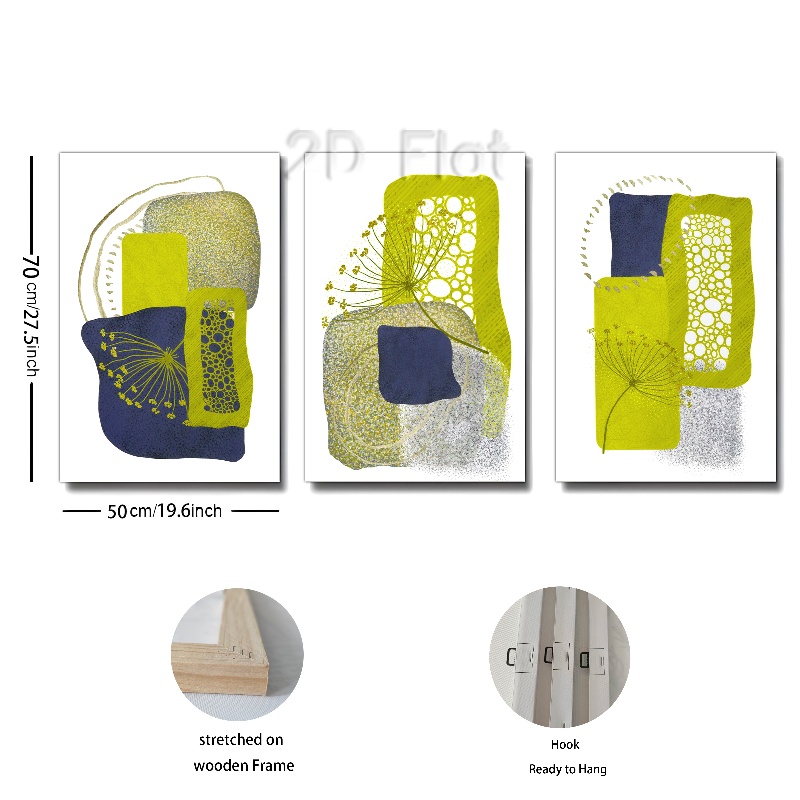 2D Flat
70 cm/27.5inch
50 cm/19.6inch
stretched on
wooden Frame
Hook
Ready to Hang